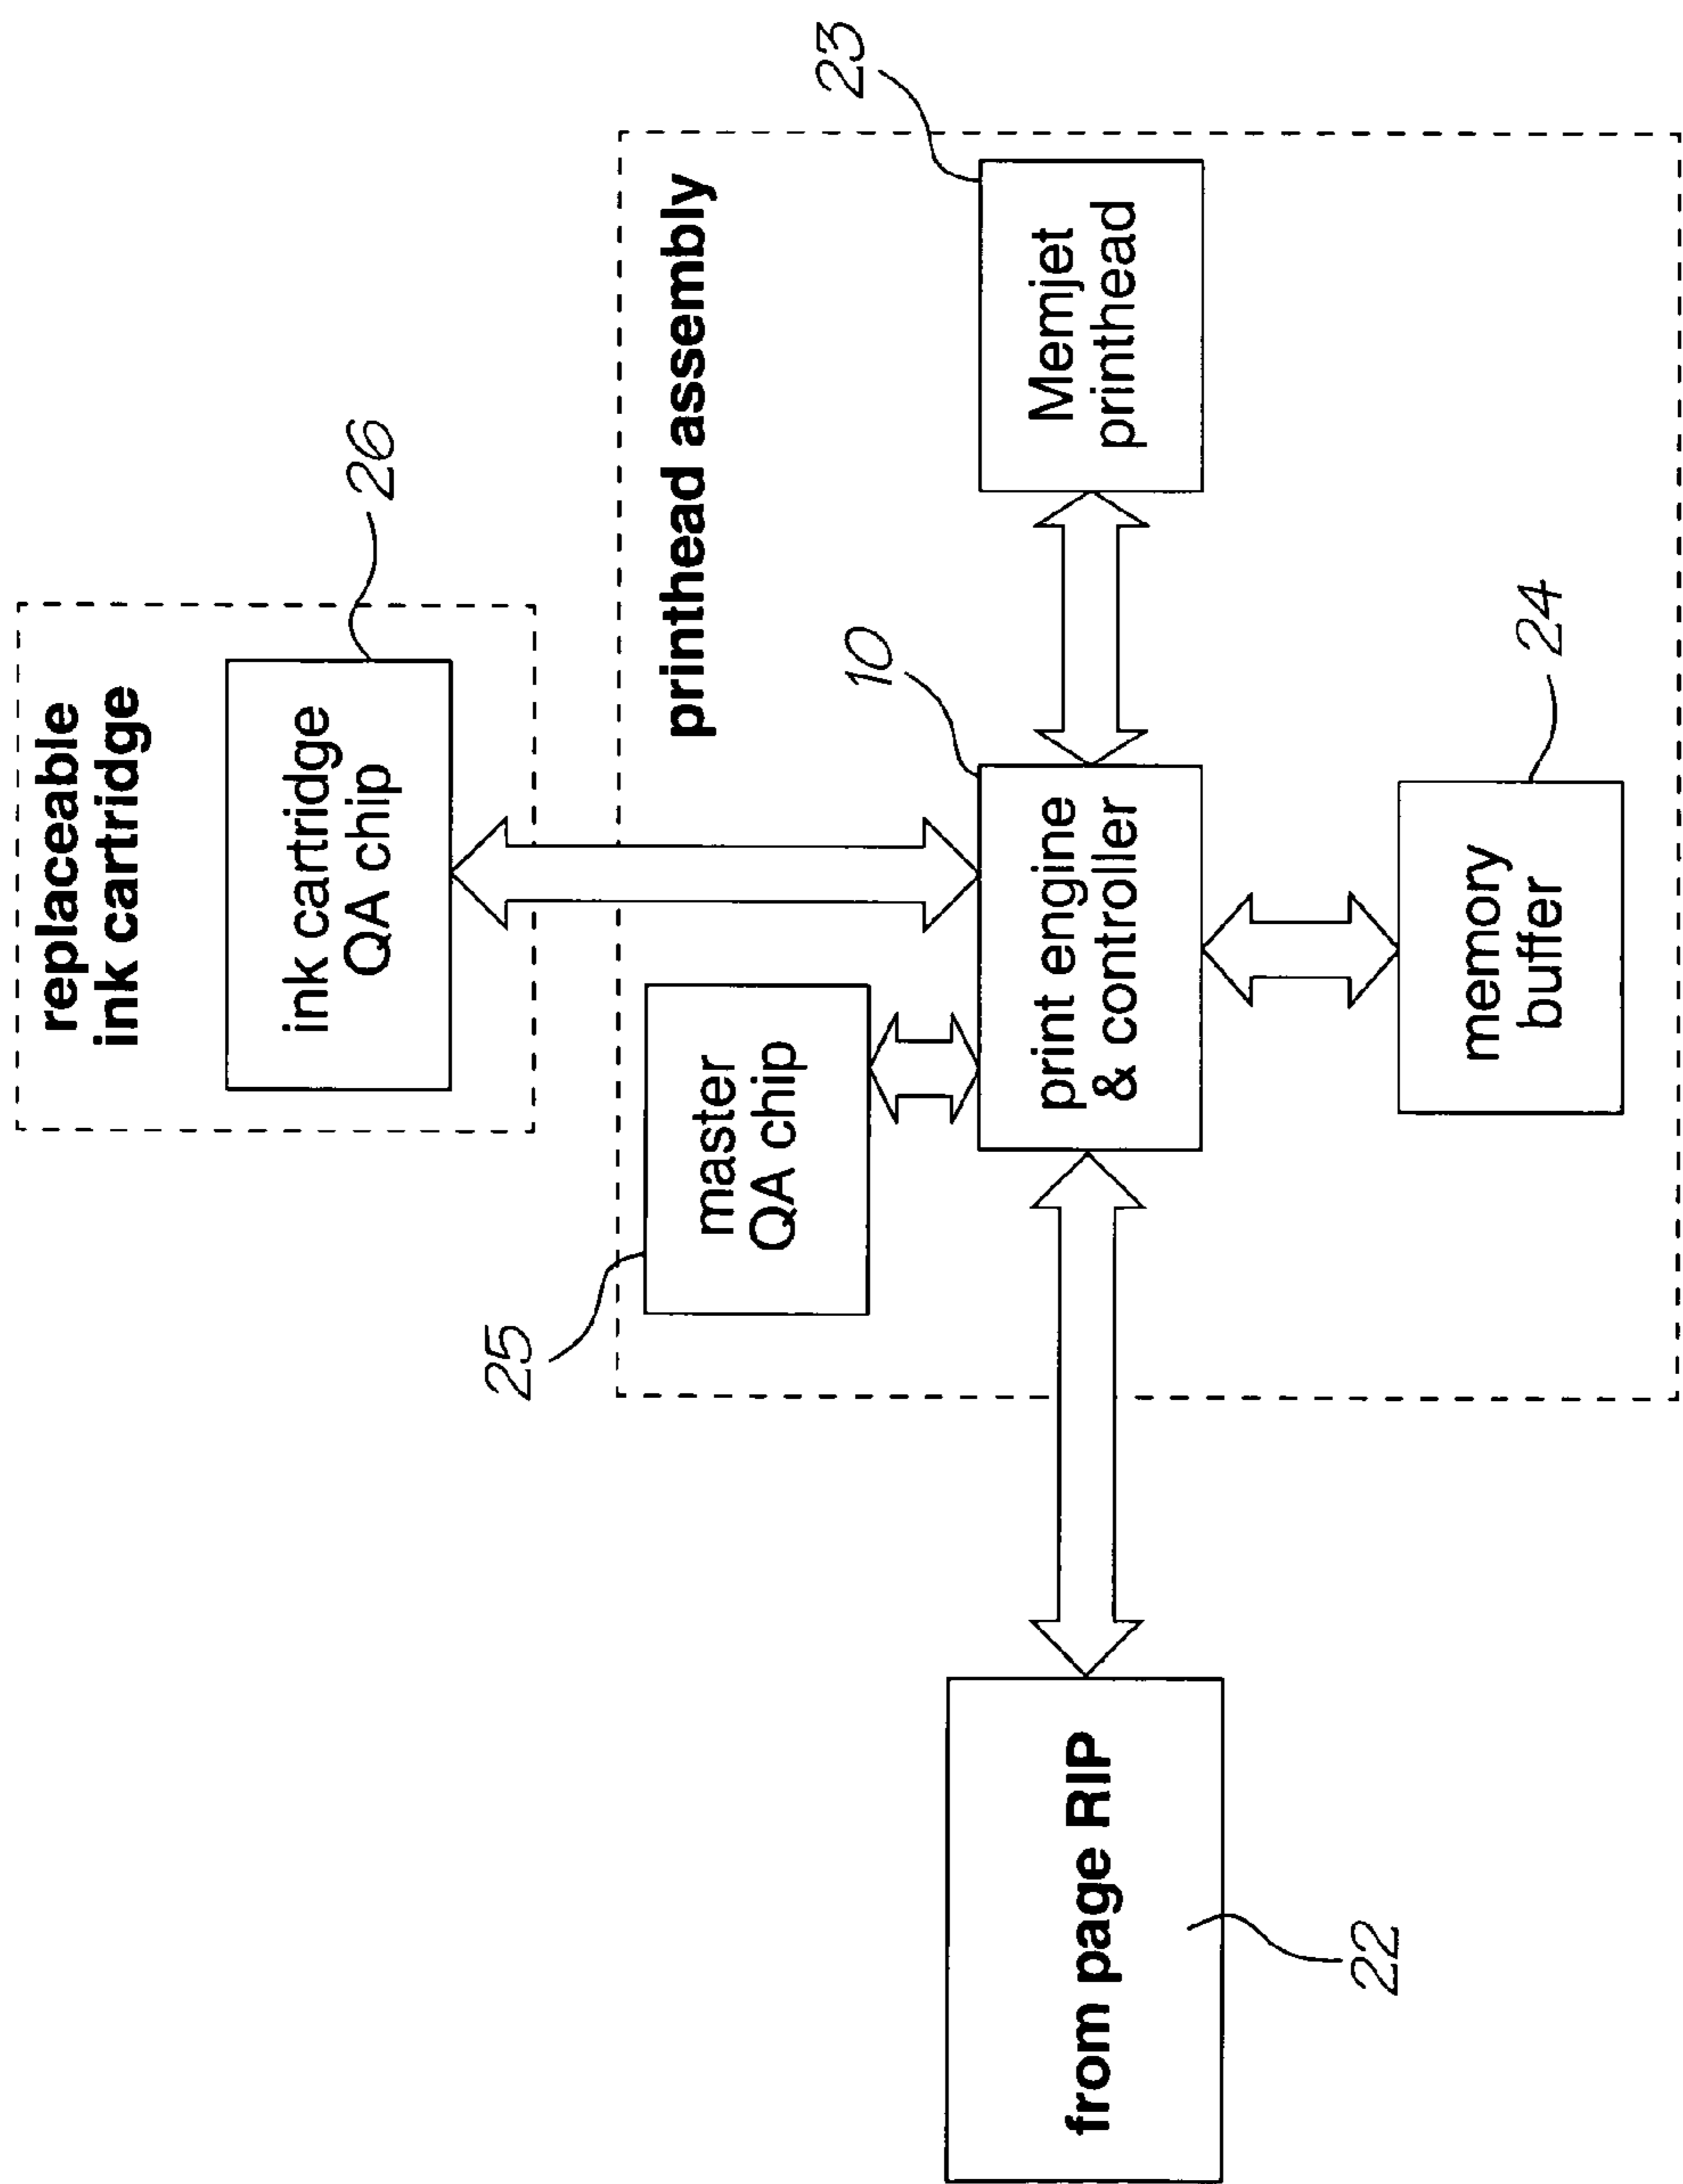 replaceable
ink cartridge
ink cartridge
QA chip
26
25
master
QA chip
printhead assembly
10
23
from page RIP
22
print engine
& controller
Memjet
printhead
memory
buffer
24